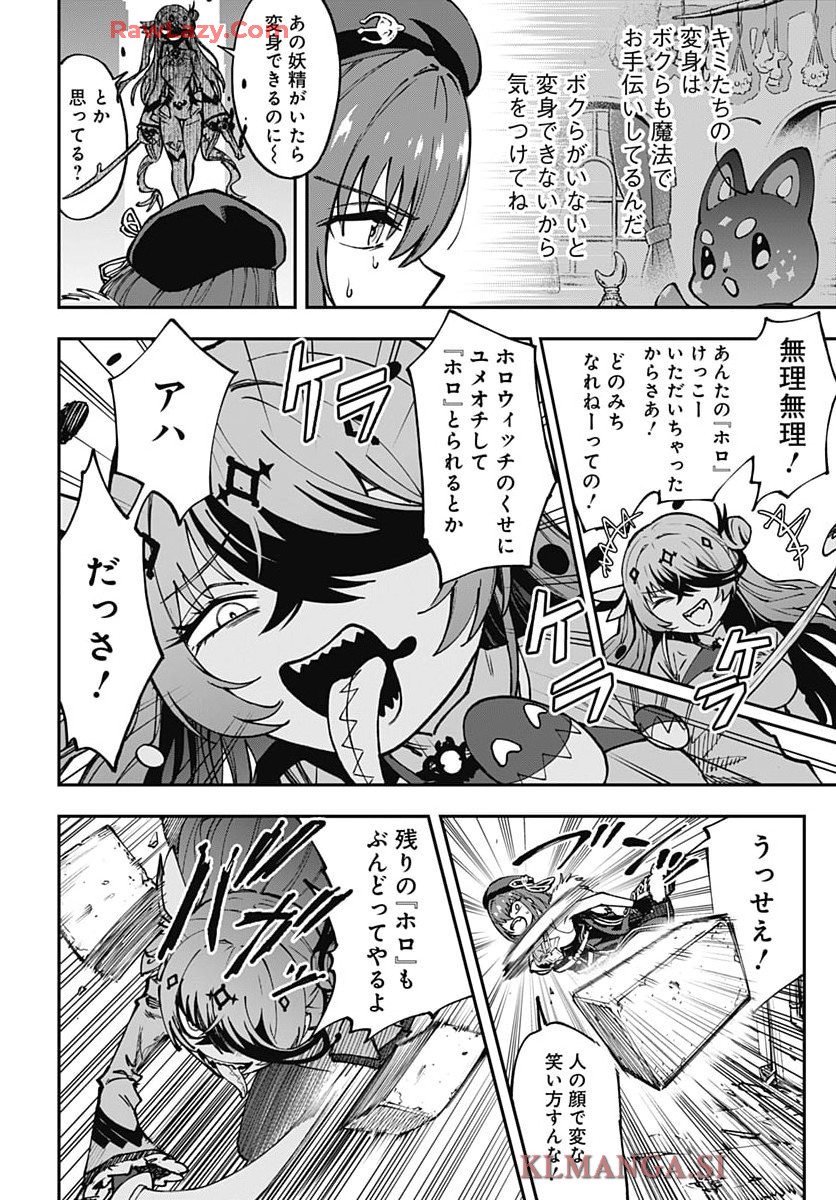 キミたちの
変身は
ボクらも魔法で
お手伝いしてるんだ
ボクらがいないと
変身できないから
気をつけてね
RawLazy.Com
あの妖精がいたら
変身できるのに〜
とか
思ってる？
無理無理！
あんたの『ホロ』
けっこー
いただいちゃった
からさあ！
どのみち
なれねーっての！
ケラ
ケラ
ホロウィッチのくせに
ユメオチして
『ホロ』とられるとか
アハ
だっさ！
うっせえ！
ブン
人の顔で変な
笑い方すんな
残りの『ホロ』も
ぶんどってやるよ
KLMANGA.SI